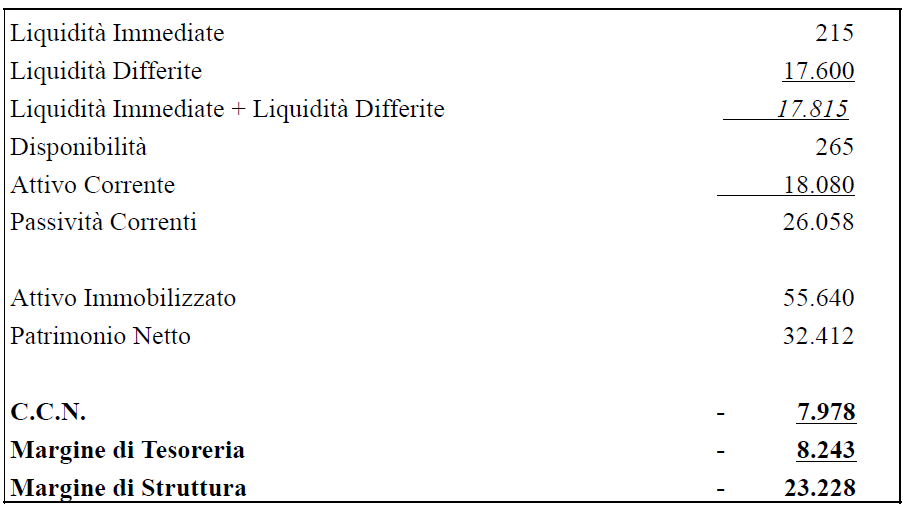 Liquidità Immediate 215
Liquidità Differite 17.600
Liquidità Immediate + Liquidità Differite 17.815
Disponibilità 265
Attivo Corrente 18.080
Passività Correnti 26.058
Attivo Immobilizzato 55.640
Patrimonio Netto 32.412
C.C.N. - 7.978
Margine di Tesoreria - 8.243
Margine di Struttura - 23.228